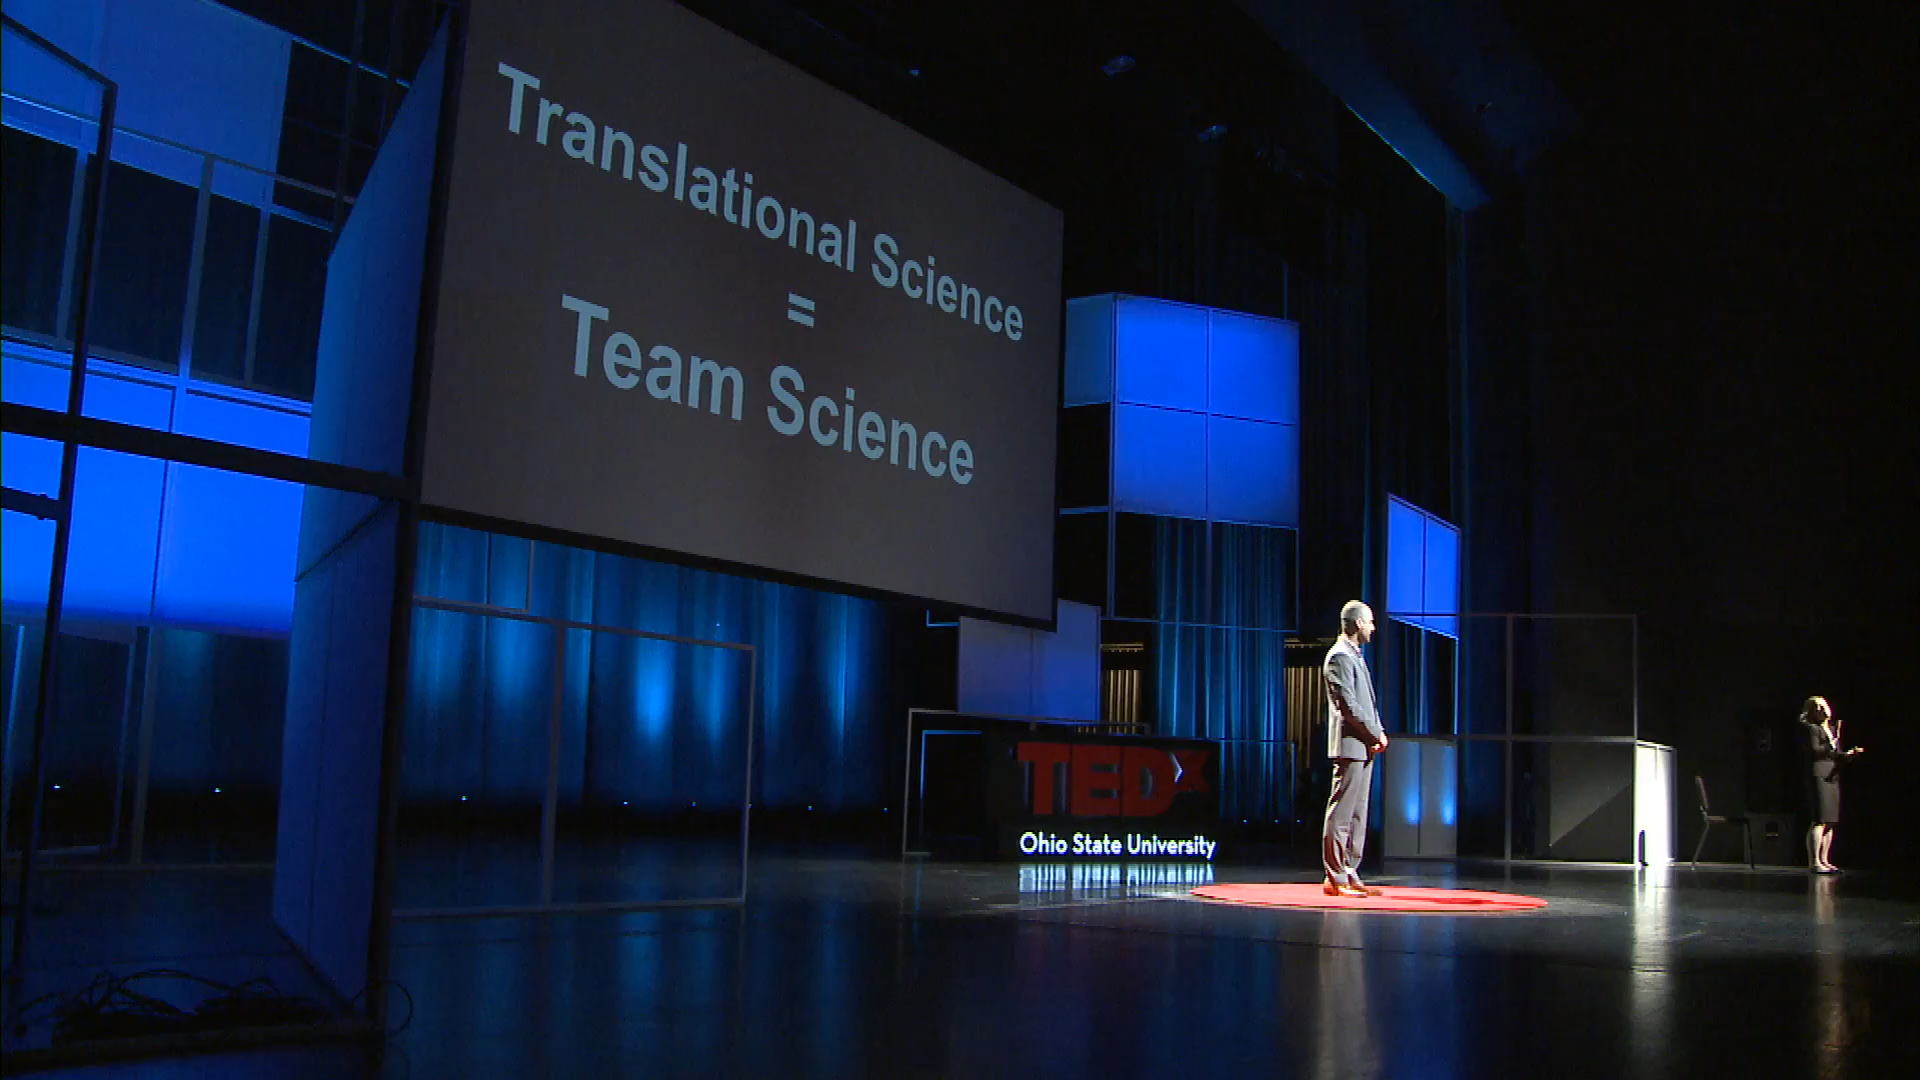 Translational Science
=
Team Science
TEDx
Ohio State University